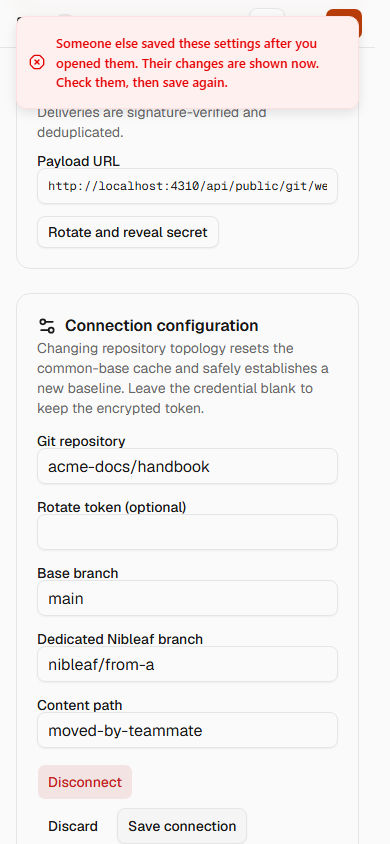 Someone else saved these settings after you
opened them. Their changes are shown now.
Check them, then save again.
Deliveries are signature-verified and
deduplicated.
Payload URL
http://localhost:4310/api/public/git/we
Rotate and reveal secret
Connection configuration
Changing repository topology resets the
common-base cache and safely establishes a
new baseline. Leave the credential blank to
keep the encrypted token.
Git repository
acme-docs/handbook
Rotate token (optional)
Base branch
main
Dedicated Nibleaf branch
nibleaf/from-a
Content path
moved-by-teammate
Disconnect
Discard
Save connection